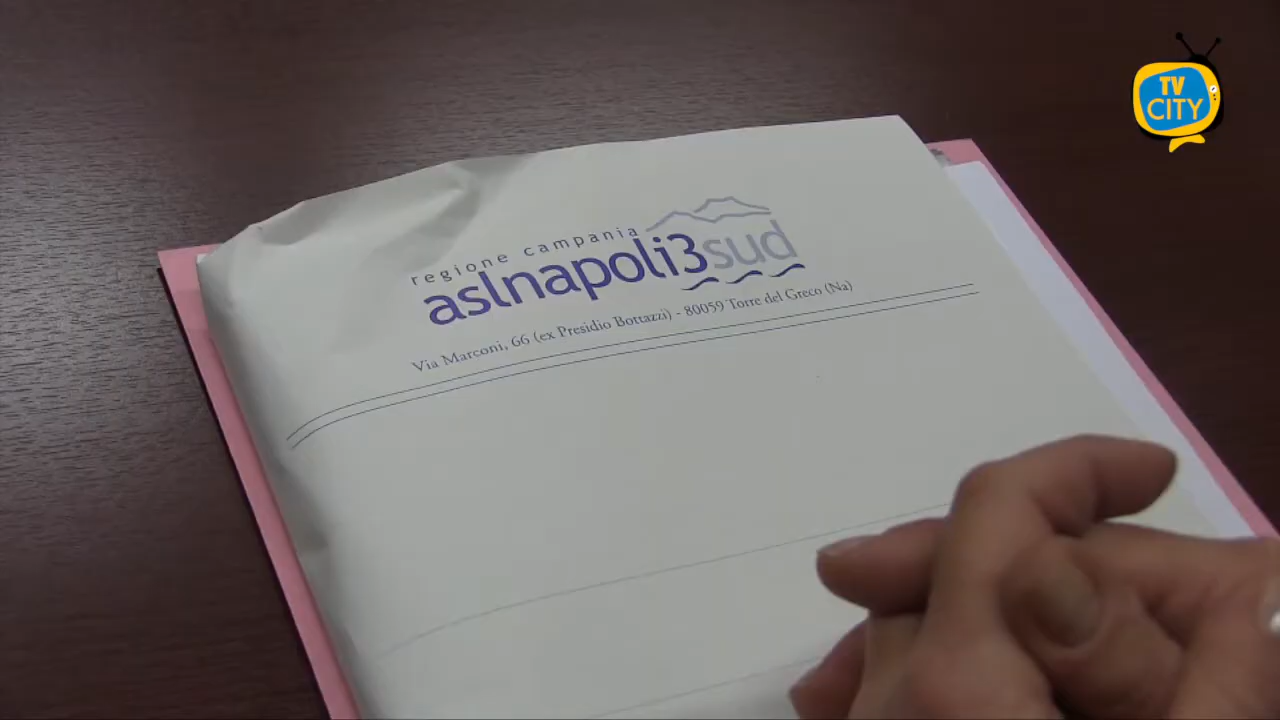 TV
CITY
regione campania
aslnapoli3sud
Via Marconi, 66 (ex Presidio Bottazzi) - 80059 Torre del Greco (Na)